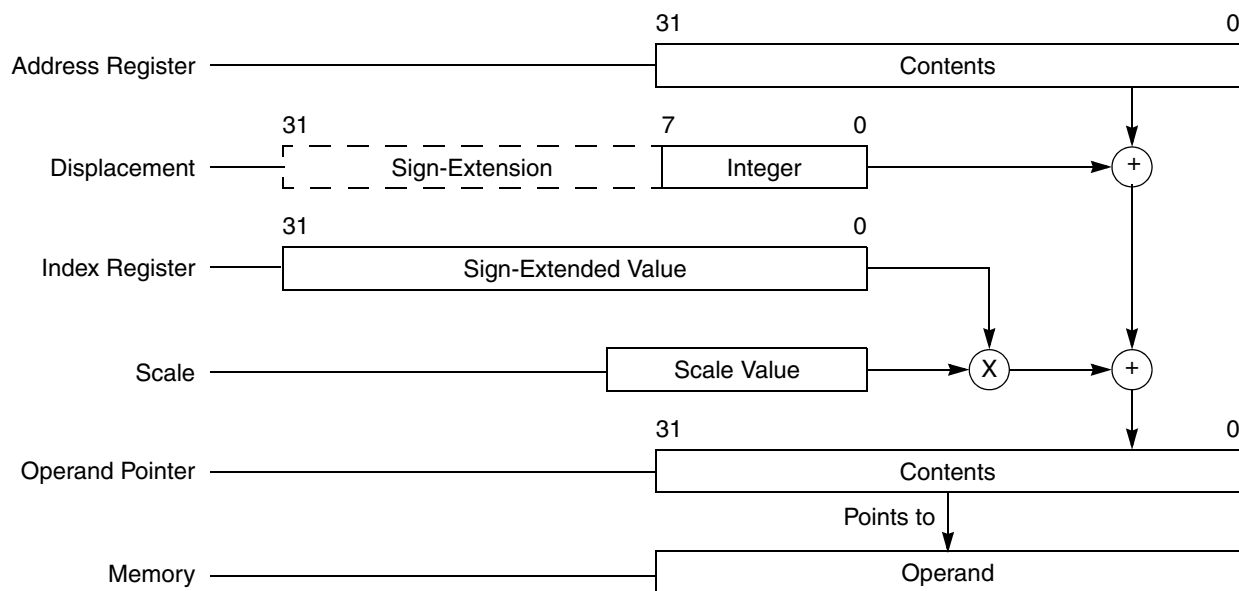 31 0
Address Register Contents
31 7 0
Displacement Sign-Extension Integer +
31 0
Index Register Sign-Extended Value
Scale Scale Value X +
31 0
Operand Pointer Contents
Points to
Memory Operand